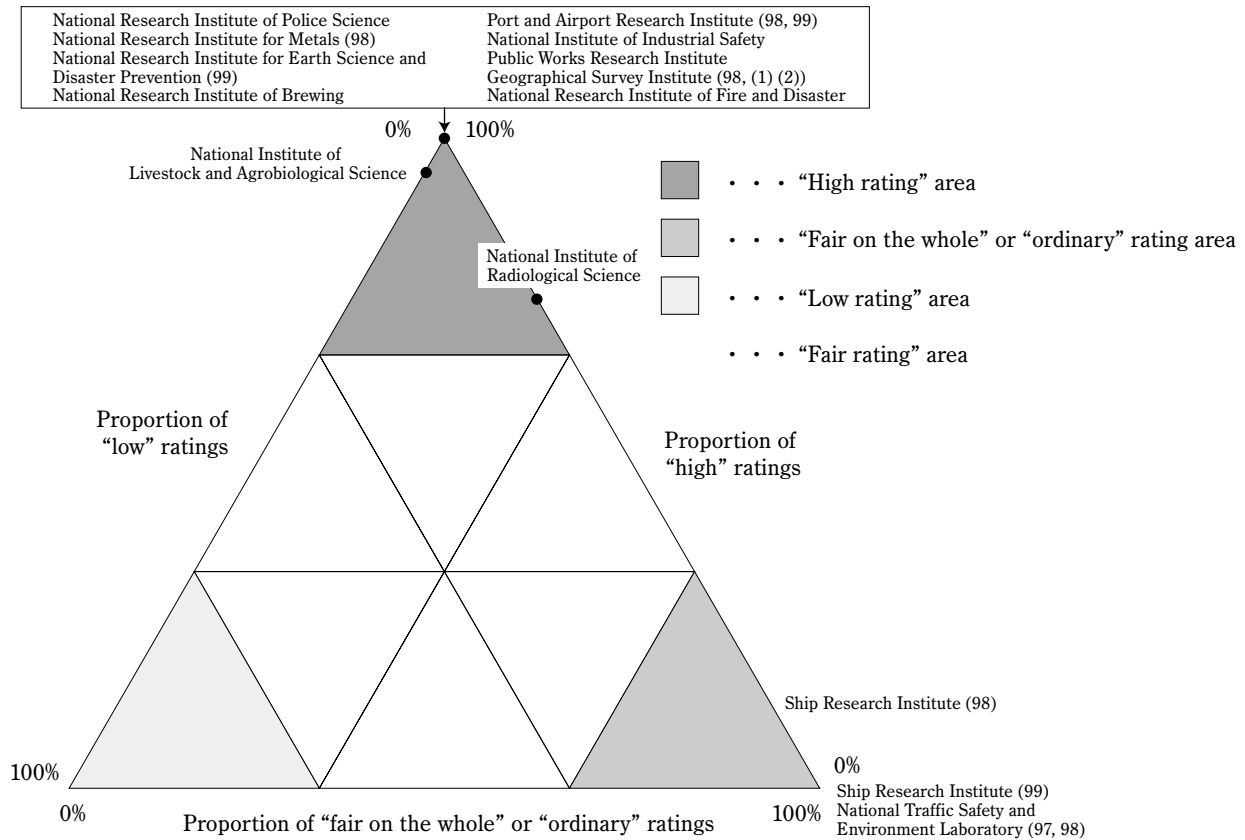 National Research Institute of Police Science
National Research Institute for Metals (98)
National Research Institute for Earth Science and
Disaster Prevention (99)
National Research Institute of Brewing
Port and Airport Research Institute (98, 99)
National Institute of Industrial Safety
Public Works Research Institute
Geographical Survey Institute (98, (1) (2))
National Research Institute of Fire and Disaster
0%
100%
National Institute of
Livestock and Agrobiological Science
National Institute of
Radiological Science
・・・ “High rating” area
・・・ “Fair on the whole” or “ordinary” rating area
・・・ “Low rating” area
・・・ “Fair rating” area
Proportion of
“low” ratings
Proportion of
“high” ratings
Ship Research Institute (98)
100%
0%
0%
100%
Ship Research Institute (99)
National Traffic Safety and
Environment Laboratory (97, 98)
Proportion of “fair on the whole” or “ordinary” ratings